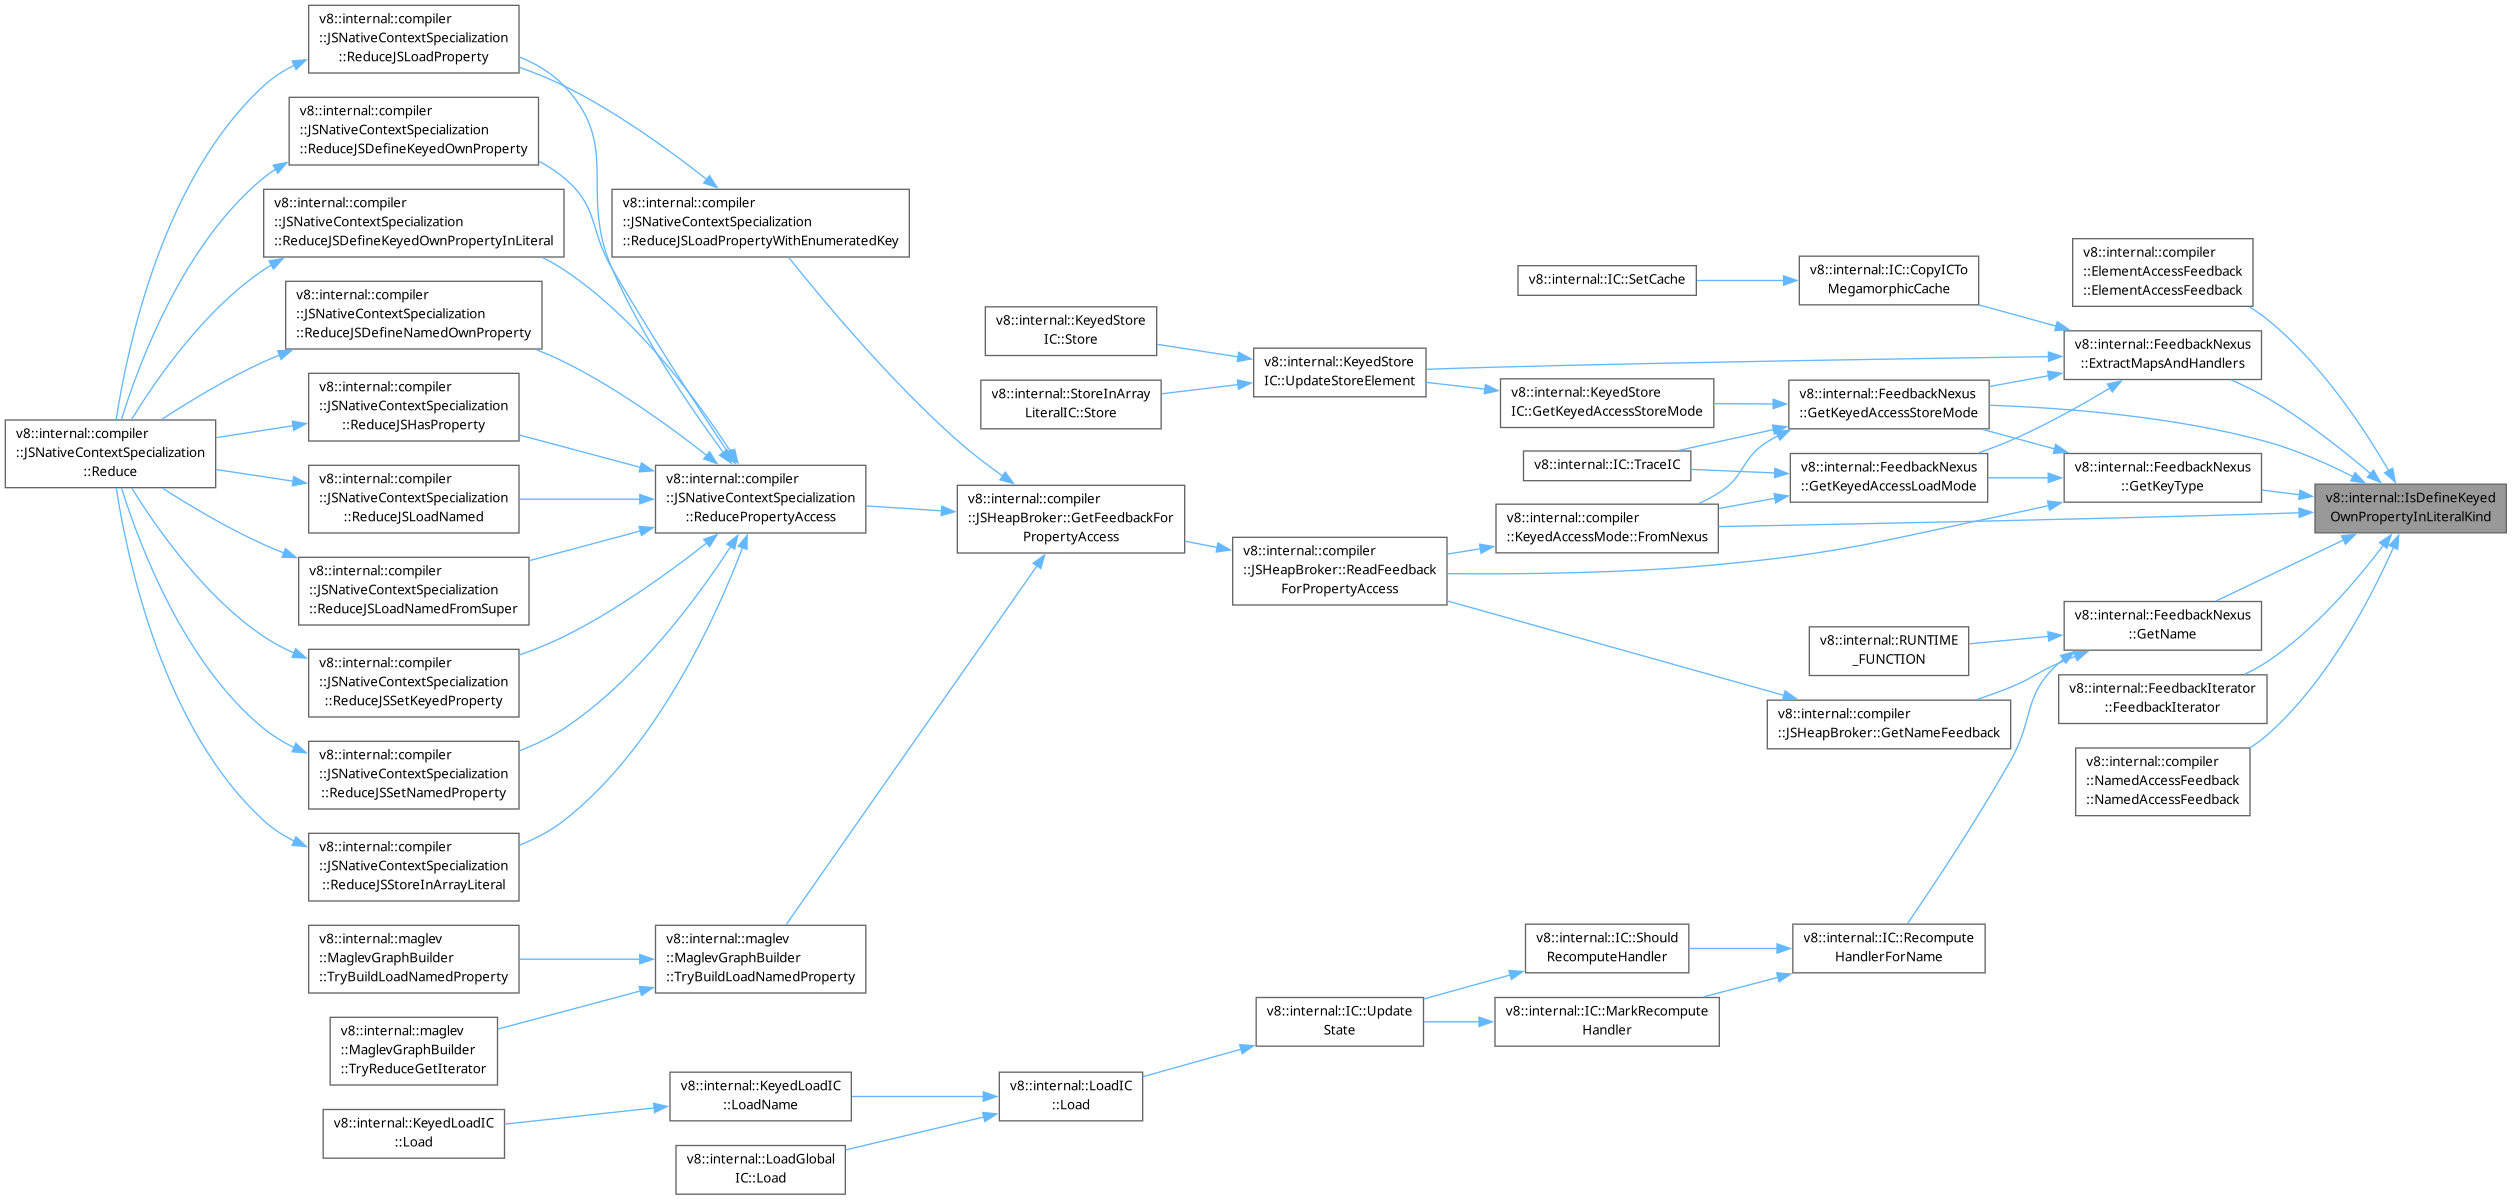 v8::internal::compiler
::JSNativeContextSpecialization
::ReduceJSLoadProperty
v8::internal::compiler
::JSNativeContextSpecialization
::ReduceJSDefineKeyedOwnProperty
v8::internal::compiler
::JSNativeContextSpecialization
::ReduceJSDefineKeyedOwnPropertyInLiteral
v8::internal::compiler
::JSNativeContextSpecialization
::ReduceJSDefineNamedOwnProperty
v8::internal::compiler
::JSNativeContextSpecialization
::ReduceJSHasProperty
v8::internal::compiler
::JSNativeContextSpecialization
::Reduce
v8::internal::compiler
::JSNativeContextSpecialization
::ReduceJSLoadNamed
v8::internal::compiler
::JSNativeContextSpecialization
::ReduceJSLoadNamedFromSuper
v8::internal::compiler
::JSNativeContextSpecialization
::ReduceJSSetKeyedProperty
v8::internal::compiler
::JSNativeContextSpecialization
::ReduceJSSetNamedProperty
v8::internal::compiler
::JSNativeContextSpecialization
::ReduceJSStoreInArrayLiteral
v8::internal::maglev
::MaglevGraphBuilder
::TryBuildLoadNamedProperty
v8::internal::maglev
::MaglevGraphBuilder
::TryReduceGetIterator
v8::internal::KeyedLoadIC
::Load
v8::internal::compiler
::JSNativeContextSpecialization
::ReduceJSLoadPropertyWithEnumeratedKey
v8::internal::compiler
::JSNativeContextSpecialization
::ReducePropertyAccess
v8::internal::maglev
::MaglevGraphBuilder
::TryBuildLoadNamedProperty
v8::internal::KeyedLoadIC
::LoadName
v8::internal::LoadGlobal
IC::Load
v8::internal::KeyedStore
IC::Store
v8::internal::StoreInArray
LiteralIC::Store
v8::internal::compiler
::JSHeapBroker::GetFeedbackFor
PropertyAccess
v8::internal::LoadIC
::Load
v8::internal::KeyedStore
IC::UpdateStoreElement
v8::internal::compiler
::JSHeapBroker::ReadFeedback
ForPropertyAccess
v8::internal::IC::Update
State
v8::internal::IC::SetCache
v8::internal::KeyedStore
IC::GetKeyedAccessStoreMode
v8::internal::IC::TraceIC
v8::internal::compiler
::KeyedAccessMode::FromNexus
v8::internal::IC::Should
RecomputeHandler
v8::internal::IC::MarkRecompute
Handler
v8::internal::IC::CopyICTo
MegamorphicCache
v8::internal::FeedbackNexus
::GetKeyedAccessStoreMode
v8::internal::FeedbackNexus
::GetKeyedAccessLoadMode
v8::internal::RUNTIME
_FUNCTION
v8::internal::compiler
::JSHeapBroker::GetNameFeedback
v8::internal::IC::Recompute
HandlerForName
v8::internal::compiler
::ElementAccessFeedback
::ElementAccessFeedback
v8::internal::FeedbackNexus
::ExtractMapsAndHandlers
v8::internal::FeedbackNexus
::GetKeyType
v8::internal::FeedbackNexus
::GetName
v8::internal::FeedbackIterator
::FeedbackIterator
v8::internal::compiler
::NamedAccessFeedback
::NamedAccessFeedback
v8::internal::IsDefineKeyed
OwnPropertyInLiteralKind